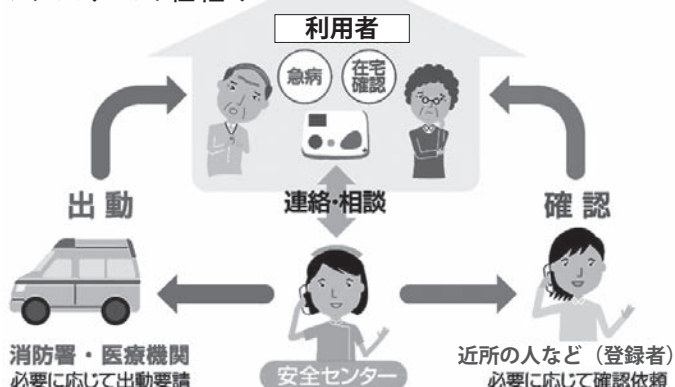 利用者
急病
在宅
確認
連絡・相談
出動
確認
消防署・医療機関
必要に応じて出動要請
安全センター
近所の人など（登録者）
必要に応じて確認依頼